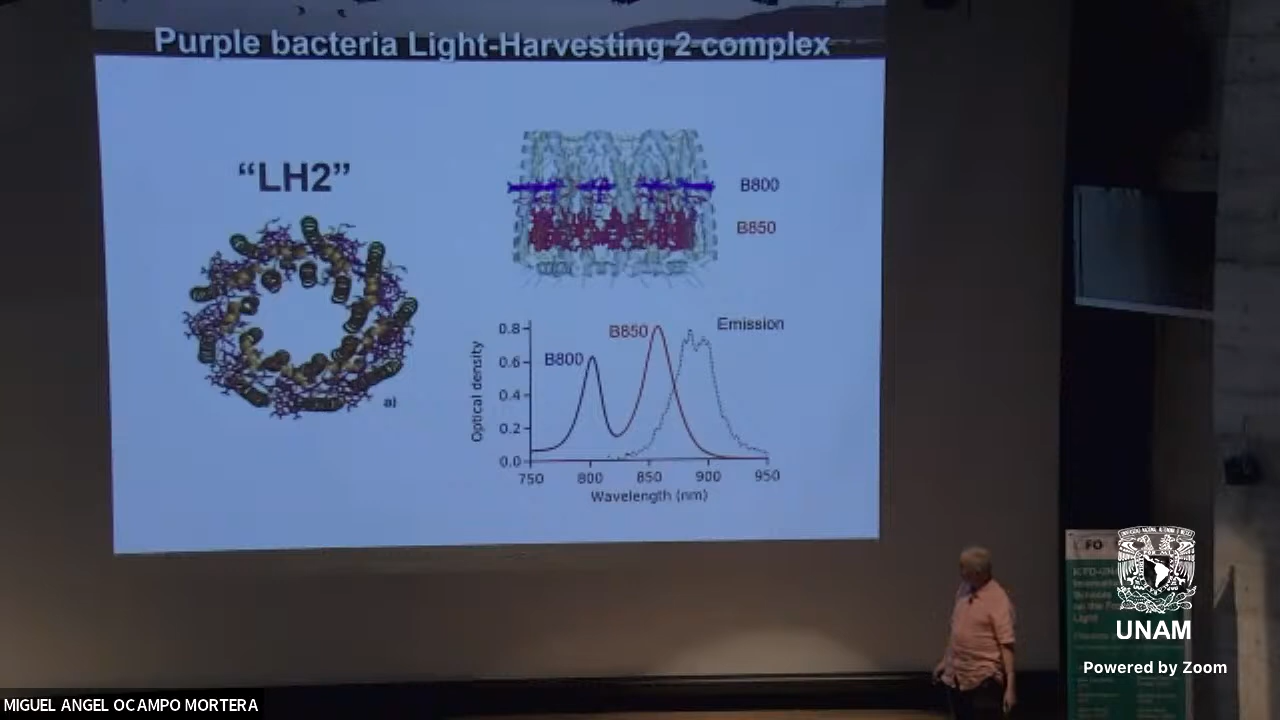 Purple bacteria Light-Harvesting 2 complex
“LH2”
a)
B800
B850
Optical density
0.8
0.6
0.4
0.2
0.0
B800
B850
Emission
750 800 850 900 950
Wavelength (nm)
FO
Light
UNAM
Powered by Zoom
MIGUEL ANGEL OCAMPO MORTERA